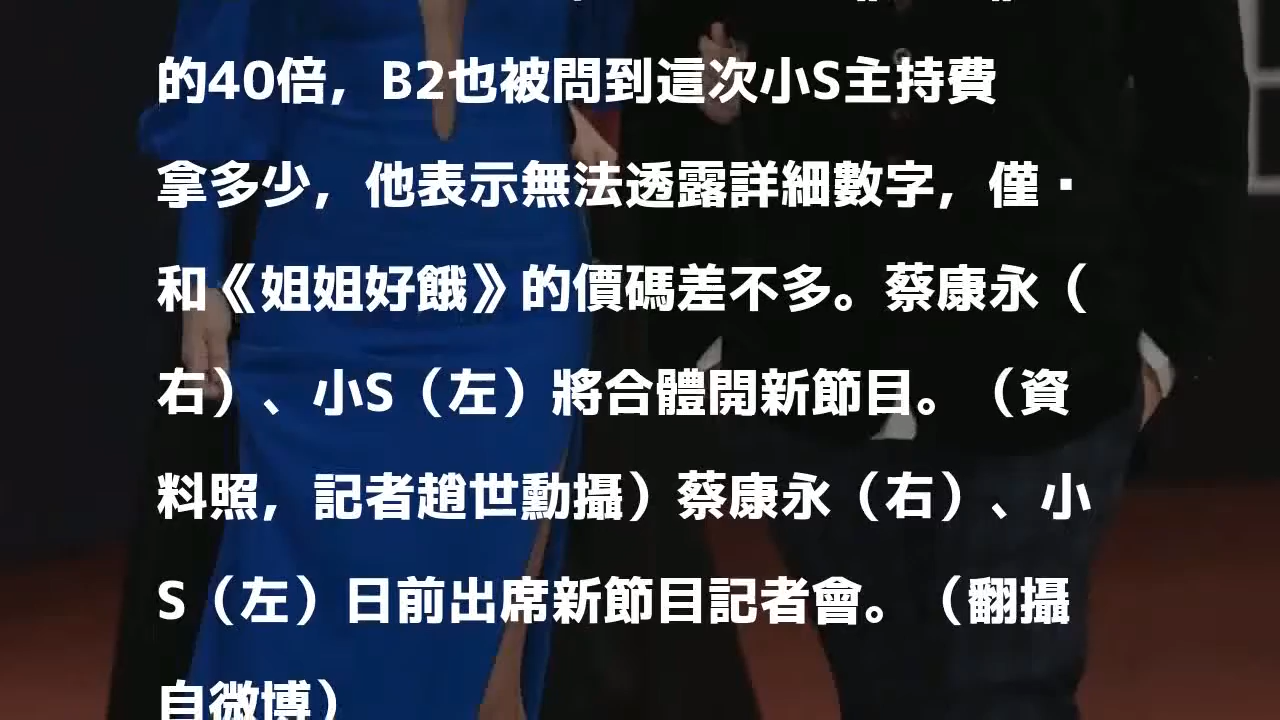 的40倍，B2也被問到這次小S主持費
拿多少，他表示無法透露詳細數字，僅·
和《姐姐好餓》的價碼差不多。蔡康永（
右）、小S（左）將合體開新節目。（資
料照，記者趙世勳攝）蔡康永（右）、小
S（左）日前出席新節目記者會。（翻攝
自微博）